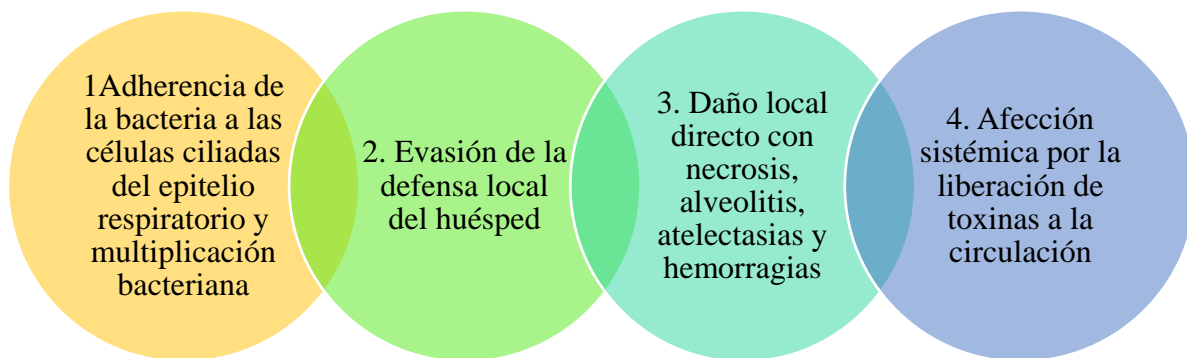 1Adherencia de
la bacteria a las
células ciliadas
del epitelio
respiratorio y
multiplicación
bacteriana
2. Evasión de la
defensa local
del huésped
3. Daño local
directo con
necrosis,
alveolitis,
atelectasias y
hemorragias
4. Afección
sistémica por la
liberación de
toxinas a la
circulación